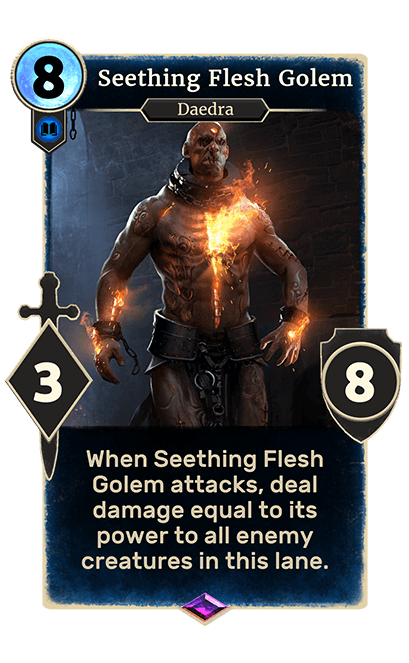 8
Seething Flesh Golem
Daedra
3
8
When Seething Flesh
Golem attacks, deal
damage equal to its
power to all enemy
creatures in this lane.